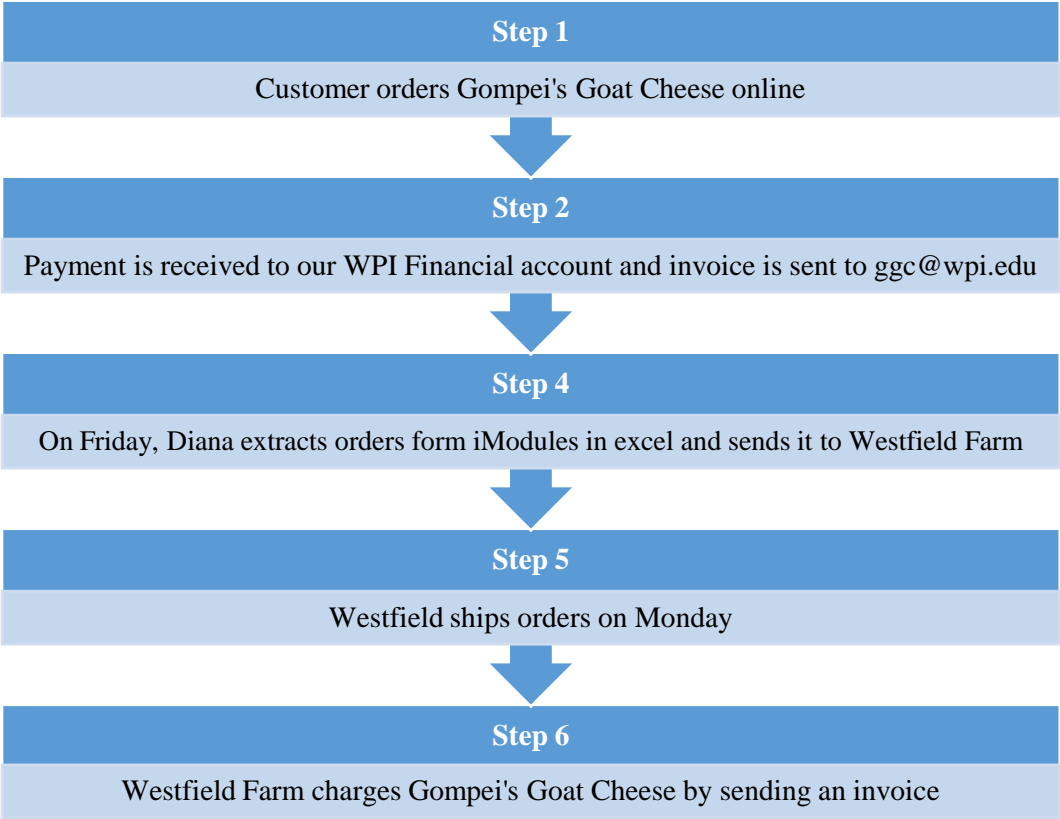 Step 1
Customer orders Gompei's Goat Cheese online
Step 2
Payment is received to our WPI Financial account and invoice is sent to ggc@wpi.edu
Step 4
On Friday, Diana extracts orders form iModules in excel and sends it to Westfield Farm
Step 5
Westfield ships orders on Monday
Step 6
Westfield Farm charges Gompei's Goat Cheese by sending an invoice